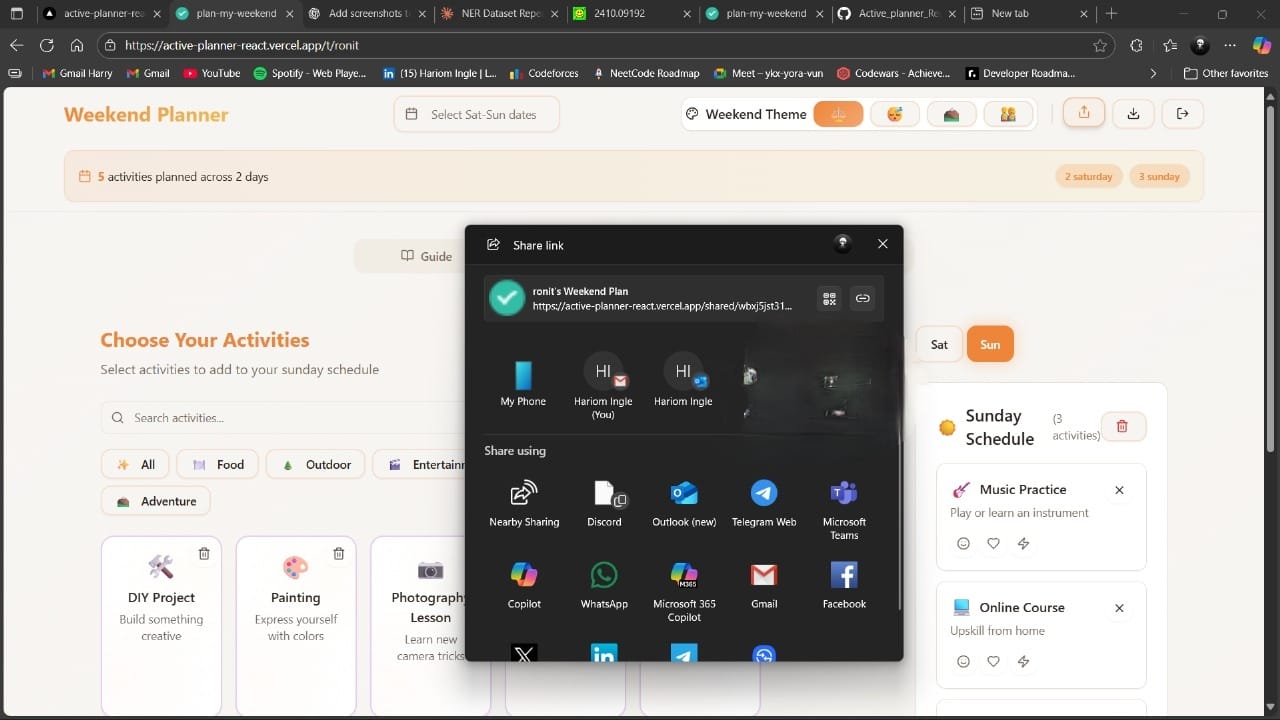 active-planner-rea
plan-my-weekend
Add screenshots t
NER Dataset Repo
2410.09192
plan-my-weekend
Active_planner_Re
New tab
https://active-planner-react.vercel.app/t/ronit
Gmail Harry
Gmail
YouTube
Spotify - Web Playe...
(15) Hariom Ingle | L...
Codeforces
NeetCode Roadmap
Meet – ykx-yora-vun
Codewars - Achieve...
Developer Roadma...
Other favorites
Weekend Planner
Select Sat-Sun dates
Weekend Theme
5 activities planned across 2 days
2 saturday
3 sunday
Guide
Share link
ronit's Weekend Plan
https://active-planner-react.vercel.app/shared/wbxj5jst31...
HI
HI
My Phone
Hariom Ingle
(You)
Hariom Ingle
Share using
Nearby Sharing
Discord
Outlook (new)
Telegram Web
Microsoft
Teams
M365
Copilot
WhatsApp
Microsoft 365
Copilot
Gmail
Facebook
Choose Your Activities
Select activities to add to your sunday schedule
Search activities...
All
Food
Outdoor
Entertainm
Adventure
DIY Project
Build something
creative
Painting
Express yourself
with colors
Photography
Lesson
Learn new
camera tricks
Sat
Sun
Sunday
Schedule
(3
activities)
Music Practice
Play or learn an instrument
Online Course
Upskill from home